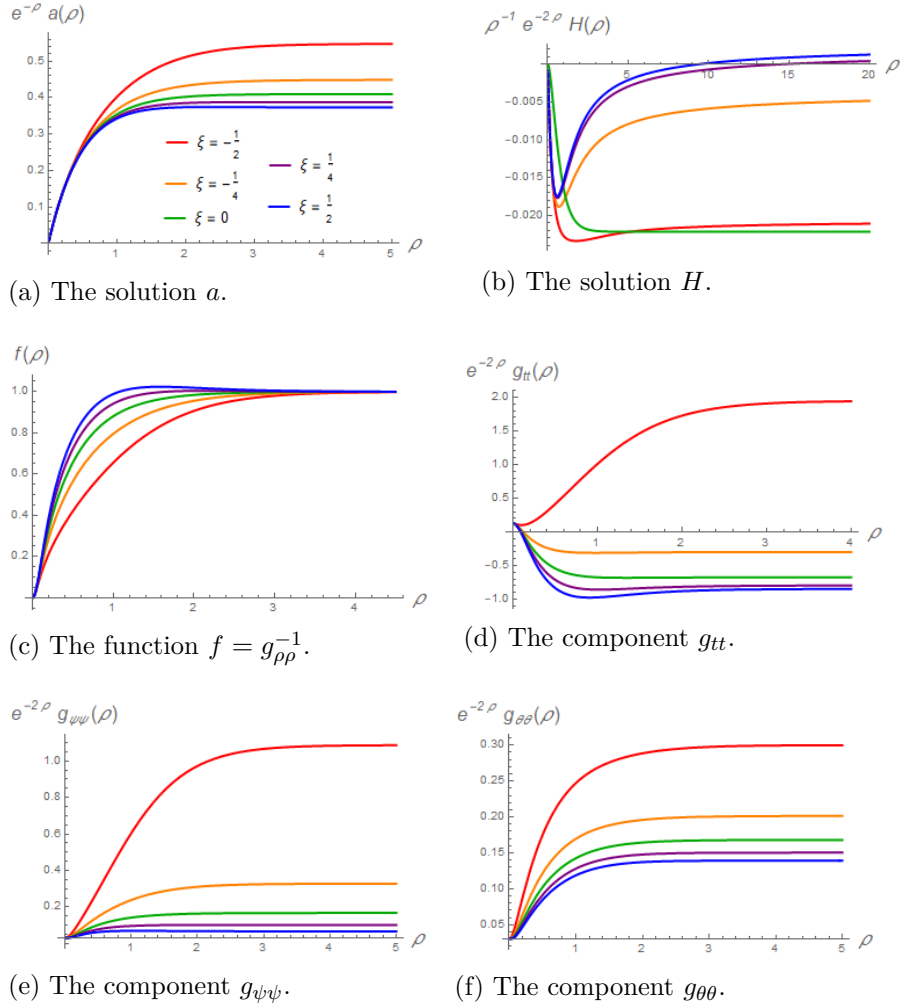 e^{-ρ} a(ρ)
0.5
0.4
0.3
0.2
0.1
1 2 3 4 5 ρ
ξ = -1/2
ξ = -1/4
ξ = 0
ξ = 1/4
ξ = 1/2
(a) The solution a.
ρ^{-1} e^{-2ρ} H(ρ)
5 10 15 20 ρ
-0.005
-0.010
-0.015
-0.020
(b) The solution H.
f(ρ)
1.0
0.8
0.6
0.4
0.2
1 2 3 4 ρ
(c) The function f = g_{ρρ}^{-1}.
e^{-2ρ} g_{tt}(ρ)
2.0
1.5
1.0
0.5
1 2 3 4 ρ
-0.5
-1.0
(d) The component g_{tt}.
e^{-2ρ} g_{ψψ}(ρ)
1.0
0.8
0.6
0.4
0.2
1 2 3 4 5 ρ
(e) The component g_{ψψ}.
e^{-2ρ} g_{θθ}(ρ)
0.30
0.25
0.20
0.15
0.10
0.05
1 2 3 4 5 ρ
(f) The component g_{θθ}.